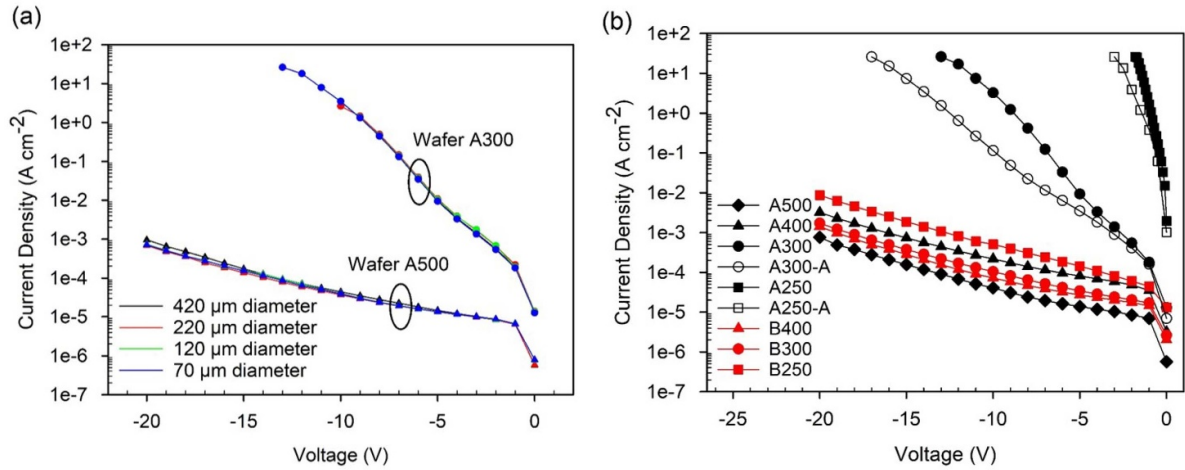 (a)
Current Density (A cm⁻²)
1e+2
1e+1
1e+0
1e-1
1e-2
1e-3
1e-4
1e-5
1e-6
1e-7
Wafer A300
Wafer A500
420 µm diameter
220 µm diameter
120 µm diameter
70 µm diameter
-20 -15 -10 -5 0
Voltage (V)
(b)
Current Density (A cm⁻²)
1e+2
1e+1
1e+0
1e-1
1e-2
1e-3
1e-4
1e-5
1e-6
1e-7
A500
A400
A300
A300-A
A250
A250-A
B400
B300
B250
-25 -20 -15 -10 -5 0
Voltage (V)